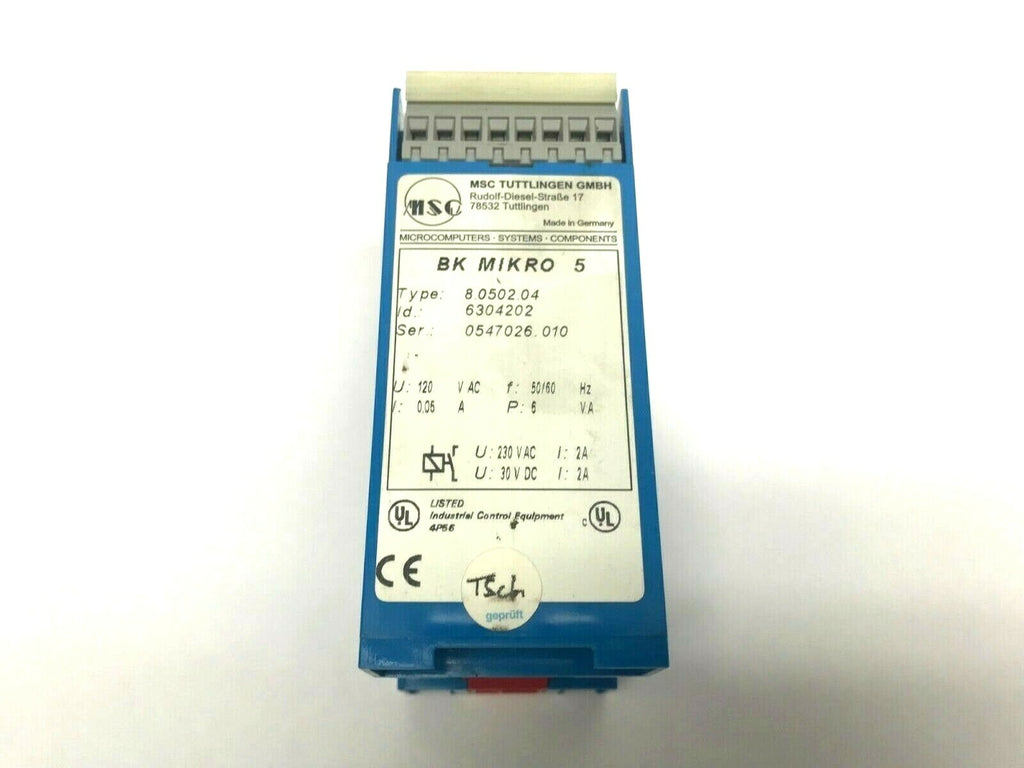 MSC
MSC TUTTLINGEN GMBH
Rudolf-Diesel-Straße 17
78532 Tuttlingen
Made in Germany
MICROCOMPUTERS · SYSTEMS · COMPONENTS
BK MIKRO 5
Type: 8.0502.04
Id.: 6304202
Ser.: 0547026.010
U: 120 V AC f: 50/60 Hz
I: 0,05 A P: 6 VA
U: 230 V AC I: 2A
U: 30 V DC I: 2A
UL LISTED
Industrial Control Equipment
4P56
c UL
CE
TSch
geprüft